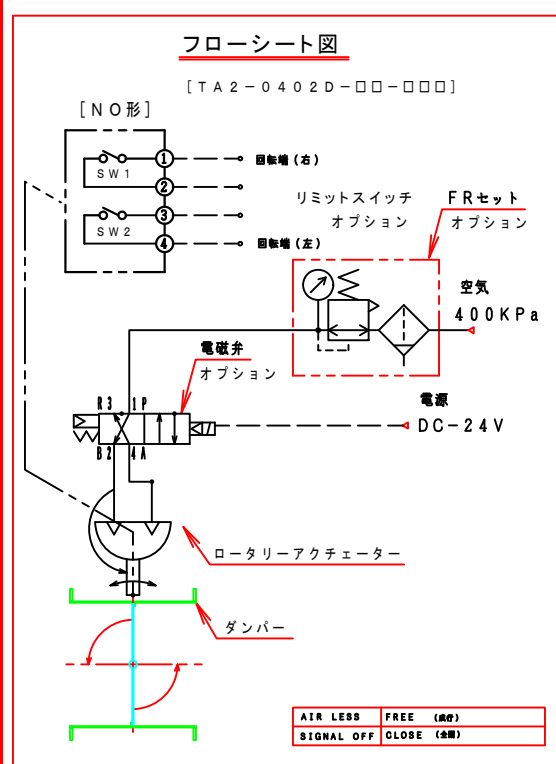 フローシート図
[TA2-0402D-□□-□□□]
[NO形]
SW1
SW2
1
2
3
4
回転端(右)
回転端(左)
リミットスイッチ
オプション
FRセット
オプション
空気
400KPa
電磁弁
オプション
電源
DC-24V
R3 1P
B2 4A
ロータリーアクチェーター
ダンパー
AIR LESS FREE (成行)
SIGNAL OFF CLOSE (全閉)